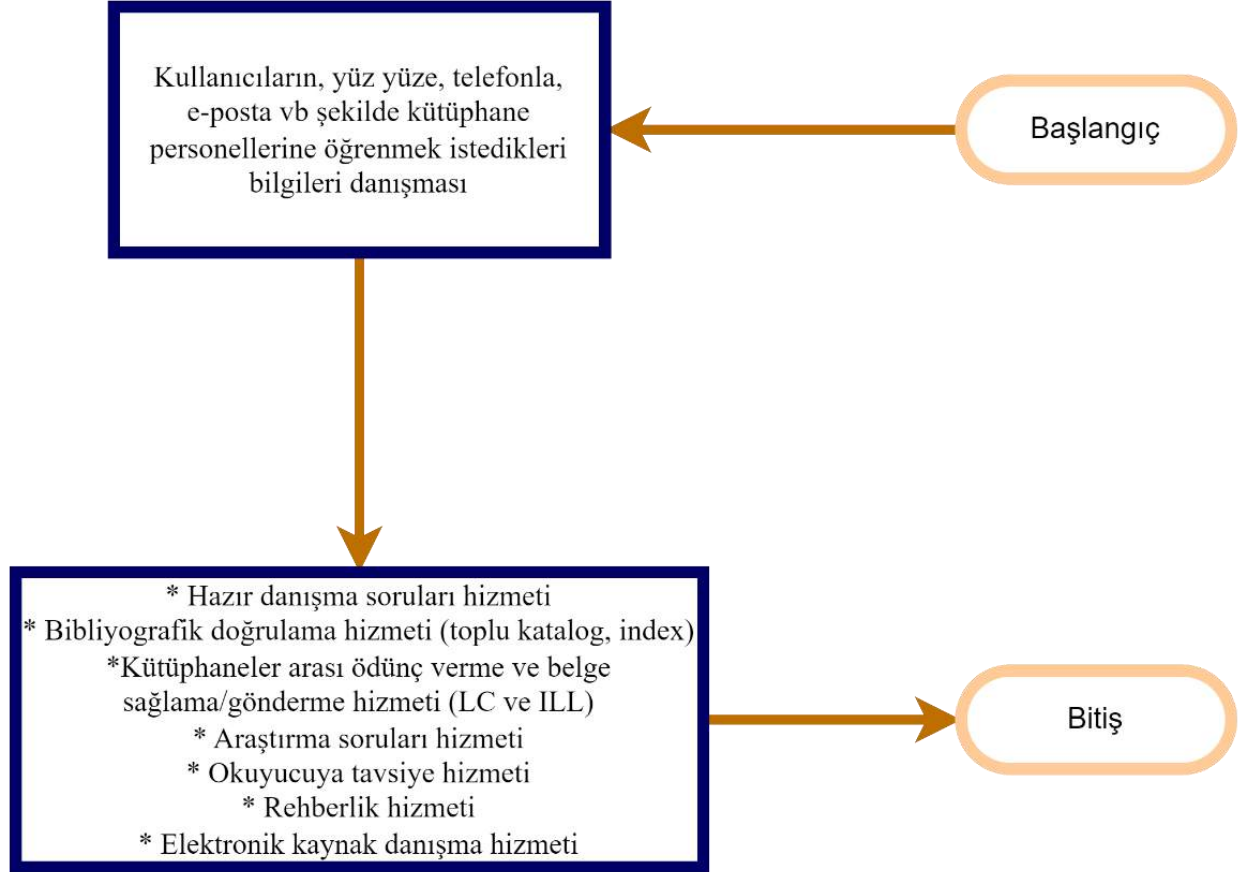 Başlangıç
Kullanıcıların, yüz yüze, telefonla,
e-posta vb şekilde kütüphane
personellerine öğrenmek istedikleri
bilgileri danışması
* Hazır danışma soruları hizmeti
* Bibliyografik doğrulama hizmeti (toplu katalog, index)
*Kütüphaneler arası ödünç verme ve belge
sağlama/gönderme hizmeti (LC ve ILL)
* Araştırma soruları hizmeti
* Okuyucuya tavsiye hizmeti
* Rehberlik hizmeti
* Elektronik kaynak danışma hizmeti
Bitiş